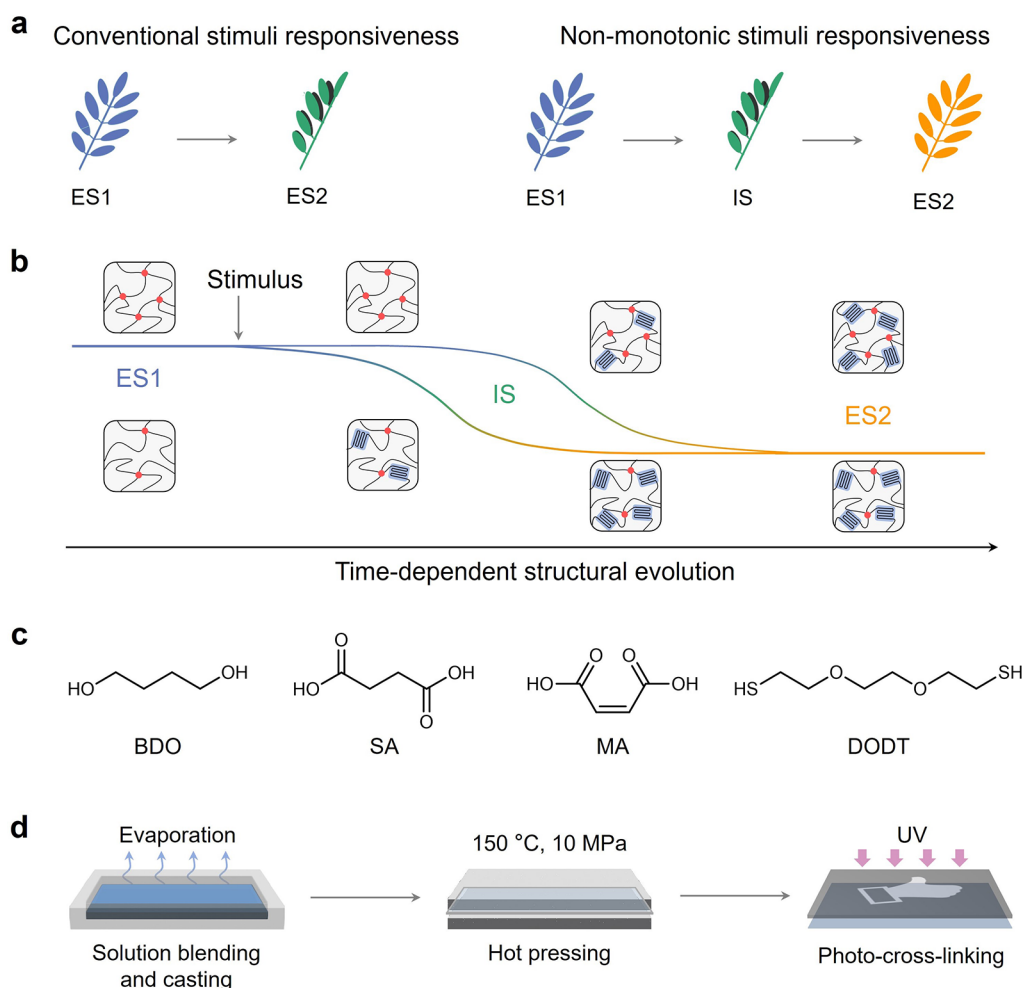 a
Conventional stimuli responsiveness
Non-monotonic stimuli responsiveness
ES1
ES2
ES1
IS
ES2
b
Stimulus
ES1
IS
ES2
Time-dependent structural evolution
c
HO
OH
O
HO
OH
O
HO
O
O
OH
HS
O
O
SH
BDO
SA
MA
DODT
d
Evaporation
150 °C, 10 MPa
UV
Solution blending
and casting
Hot pressing
Photo-cross-linking